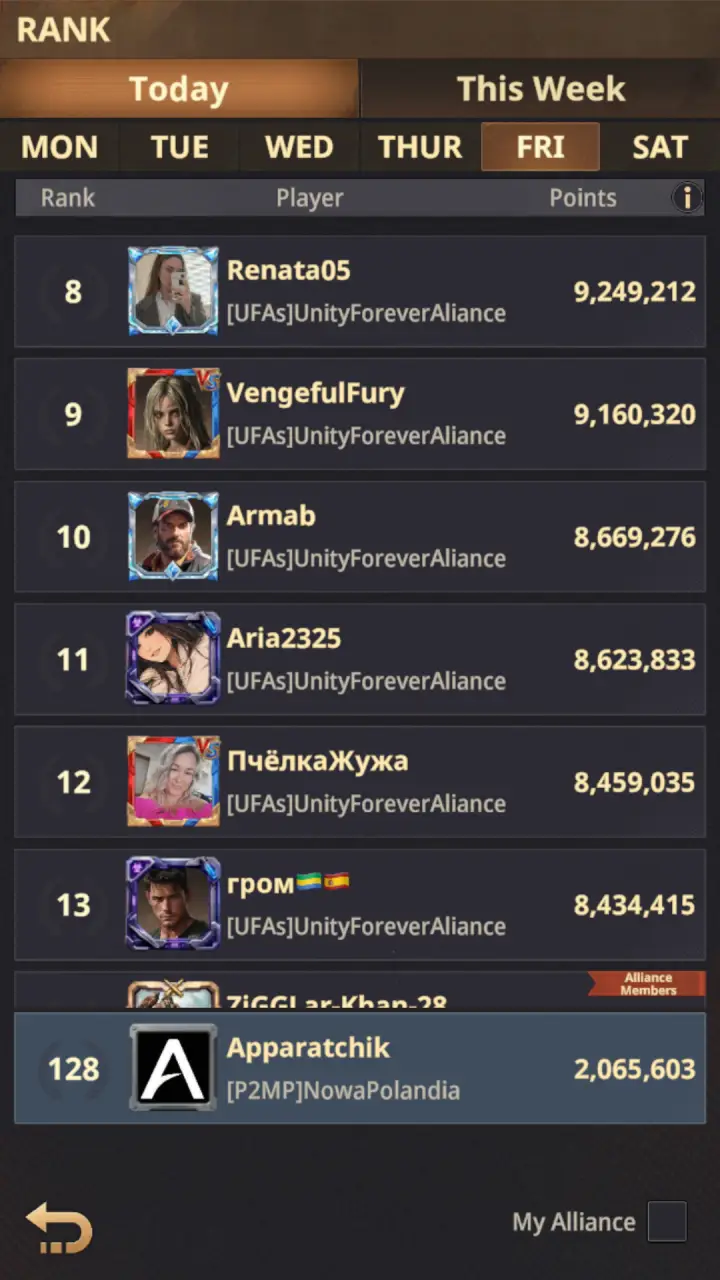 RANK
Today
This Week
MON
TUE
WED
THUR
FRI
SAT
Rank
Player
Points
8
Renata05
[UFAs]UnityForeverAliance
9,249,212
9
VengefulFury
[UFAs]UnityForeverAliance
9,160,320
10
Armab
[UFAs]UnityForeverAliance
8,669,276
11
Aria2325
[UFAs]UnityForeverAliance
8,623,833
12
ПчёлкаЖужа
[UFAs]UnityForeverAliance
8,459,035
13
гром🇬🇦🇪🇸
[UFAs]UnityForeverAliance
8,434,415
ZiGGLar-Khan-28
Alliance
Members
128
Apparatchik
[P2MP]NowaPolandia
2,065,603
My Alliance